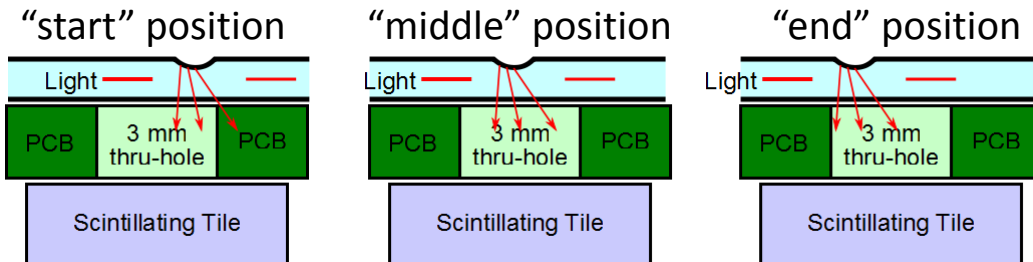 “start” position
Light
PCB
3 mm
thru-hole
PCB
Scintillating Tile
“middle” position
Light
PCB
3 mm
thru-hole
PCB
Scintillating Tile
“end” position
Light
PCB
3 mm
thru-hole
PCB
Scintillating Tile